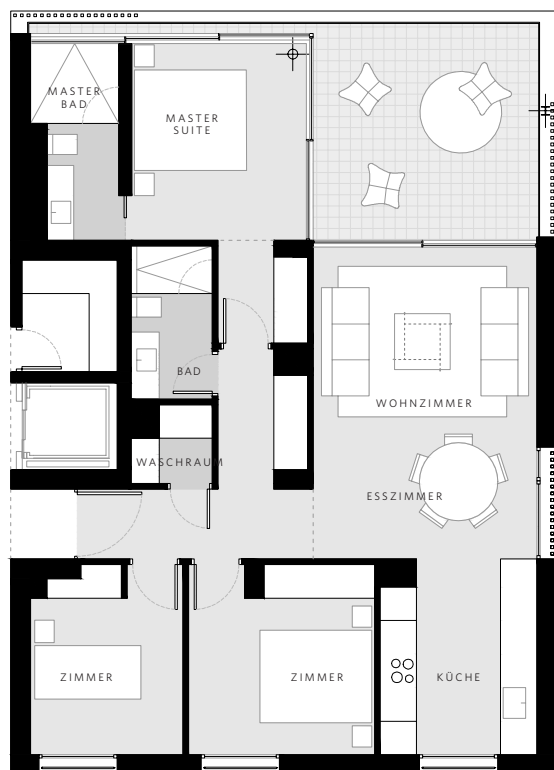 MASTER
BAD
MASTER
SUITE
BAD
WOHNZIMMER
WASCHRAUM
ESSZIMMER
ZIMMER
ZIMMER
KÜCHE